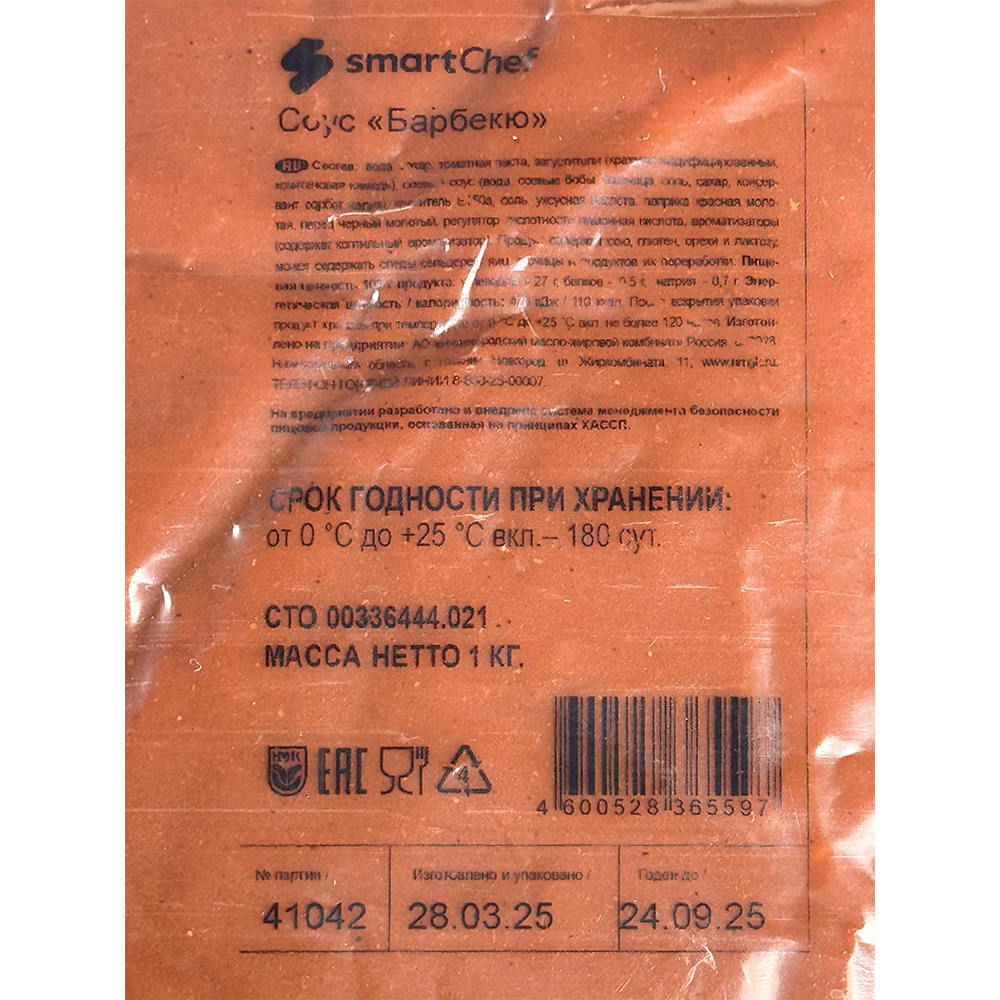 smartChef
Соус «Барбекю»
RU Состав: вода, сахар, томатная паста, загустители (крахмал модифицированный,
ксантановая камедь), соевый соус (вода, соевые бобы, пшеница, соль, сахар, консер-
вант сорбат калия), краситель Е150а, соль, уксусная кислота, паприка красная моло-
тая, перец черный молотый, регулятор кислотности лимонная кислота, ароматизаторы
(содержат коптильный ароматизатор). Продукт содержит сою, глютен, орехи и лактозу,
может содержать следы сельдерея, яиц, горчицы и продуктов их переработки. Пище-
вая ценность 100 г продукта: углеводов - 27 г, белков - 0,5 г, натрия - 0,7 г. Энер-
гетическая ценность / калорийность: кДж / 110 ккал. После вскрытия упаковки
продукт хранить при температуре от 0 °С до +25 °С вкл. не более 120 часов. Изготов-
лено на предприятии: АО «Нижегородский масло-жировой комбинат» Россия,
Нижегородская область, г. Нижний Новгород, ш. Жиркомбината, 11, www.nmgk.ru.
ТЕЛЕФОН ГОРЯЧЕЙ ЛИНИИ 8-800-25-00007.
На предприятии разработана и внедрена система менеджмента безопасности
пищевой продукции, основанная на принципах ХАССП.
СРОК ГОДНОСТИ ПРИ ХРАНЕНИИ:
от 0 °С до +25 °С вкл.– 180 сут.
СТО 00336444.021
МАССА НЕТТО 1 КГ.
НМЖК EAC 4
4 600528 365597
№ партии / Изготовлено и упаковано / Годен до /
41042 28.03.25 24.09.25